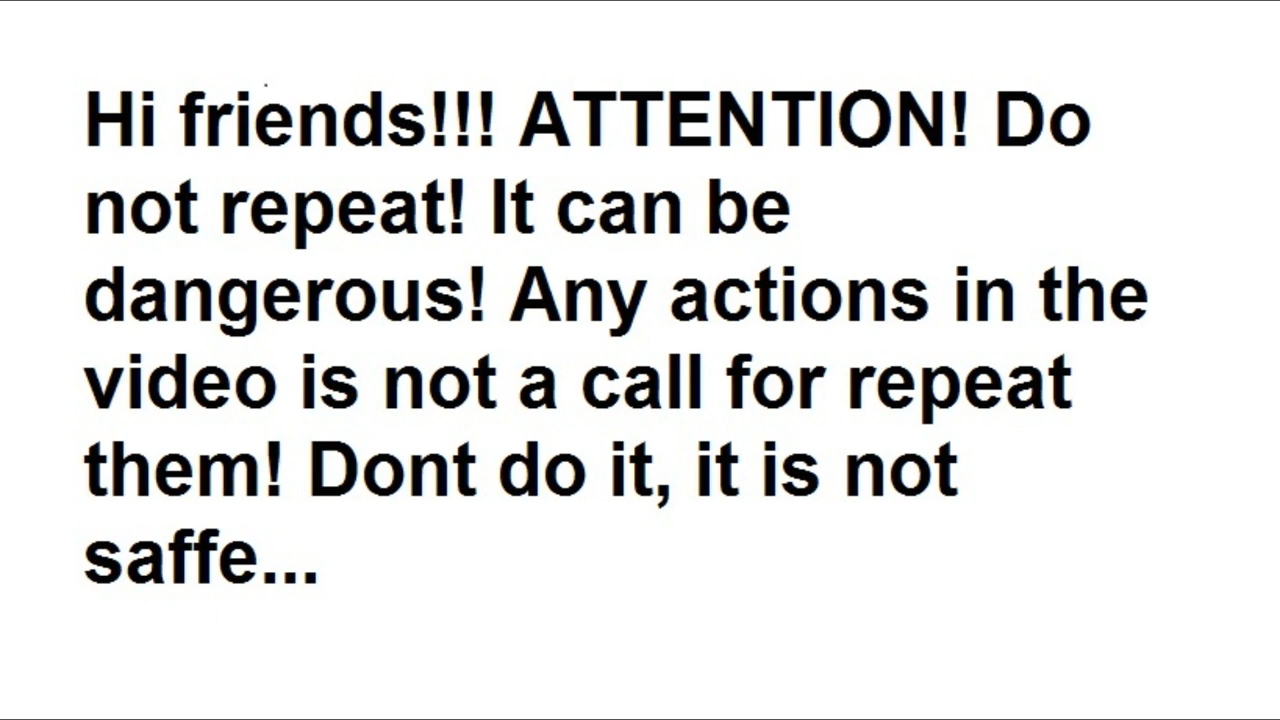 Hi friends!!! ATTENTION! Do
not repeat! It can be
dangerous! Any actions in the
video is not a call for repeat
them! Dont do it, it is not
saffe...